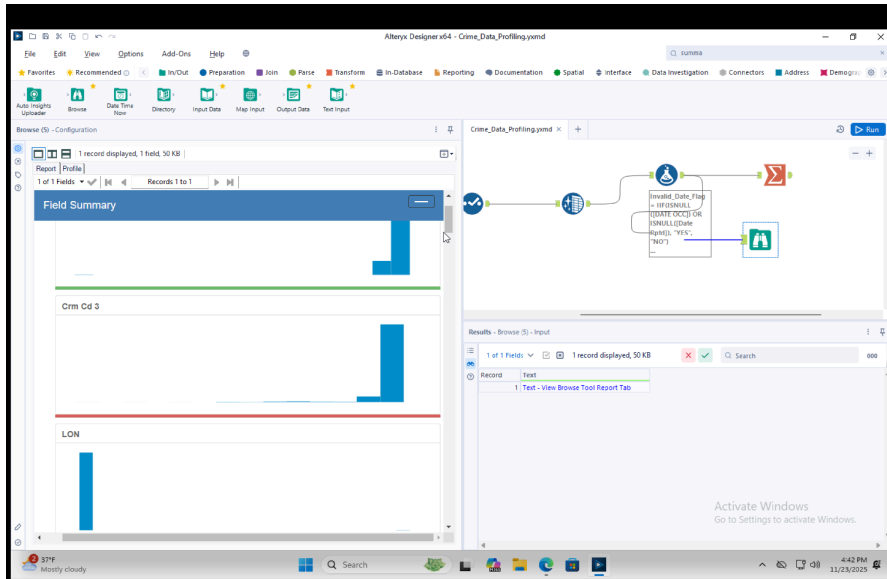 Alteryx Designer x64 - Crime_Data_Profiling.yxmd
File Edit View Options Add-Ons Help
summa
Favorites Recommended In/Out Preparation Join Parse Transform In-Database Reporting Documentation Spatial Interface Data Investigation Connectors Address Demogra
Auto Insights Uploader Browse Date Time Now Directory Input Data Map Input Output Data Text Input
Browse (5) - Configuration
1 record displayed, 1 field, 50 KB
Report Profile
1 of 1 Fields Records 1 to 1
Field Summary
Crm Cd 3
LON
Crime_Data_Profiling.yxmd
Run
Invalid_Date_Flag
= IIF(ISNULL
([DATE OCC]) OR
ISNULL([Date
Rptd]), "YES",
"NO")
...
Results - Browse (5) - Input
1 of 1 Fields 1 record displayed, 50 KB Search 000
Record Text
1 Text - View Browse Tool Report Tab
Activate Windows
Go to Settings to activate Windows.
2
37°F
Mostly cloudy
Search
4:42 PM
11/23/2025